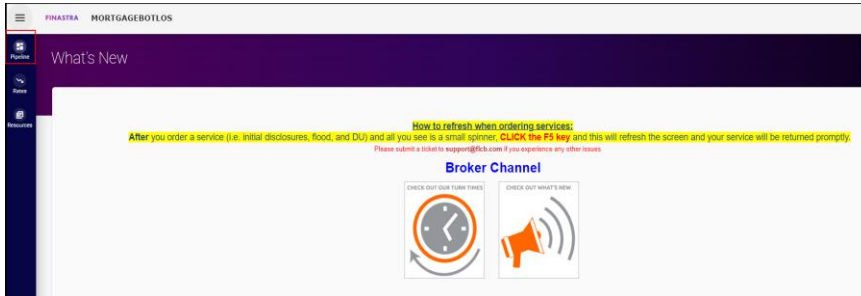 FINASTRA MORTGAGEBOTLOS
Pipeline
What's New
Rates
Resources
How to refresh when ordering services:
After you order a service (i.e. initial disclosures, flood, and DU) and all you see is a small spinner, CLICK the F5 key and this will refresh the screen and your service will be returned promptly.
Please submit a ticket to support@ficb.com if you experience any other issues
Broker Channel
CHECK OUT OUR TURN TIMES
CHECK OUT WHAT'S NEW